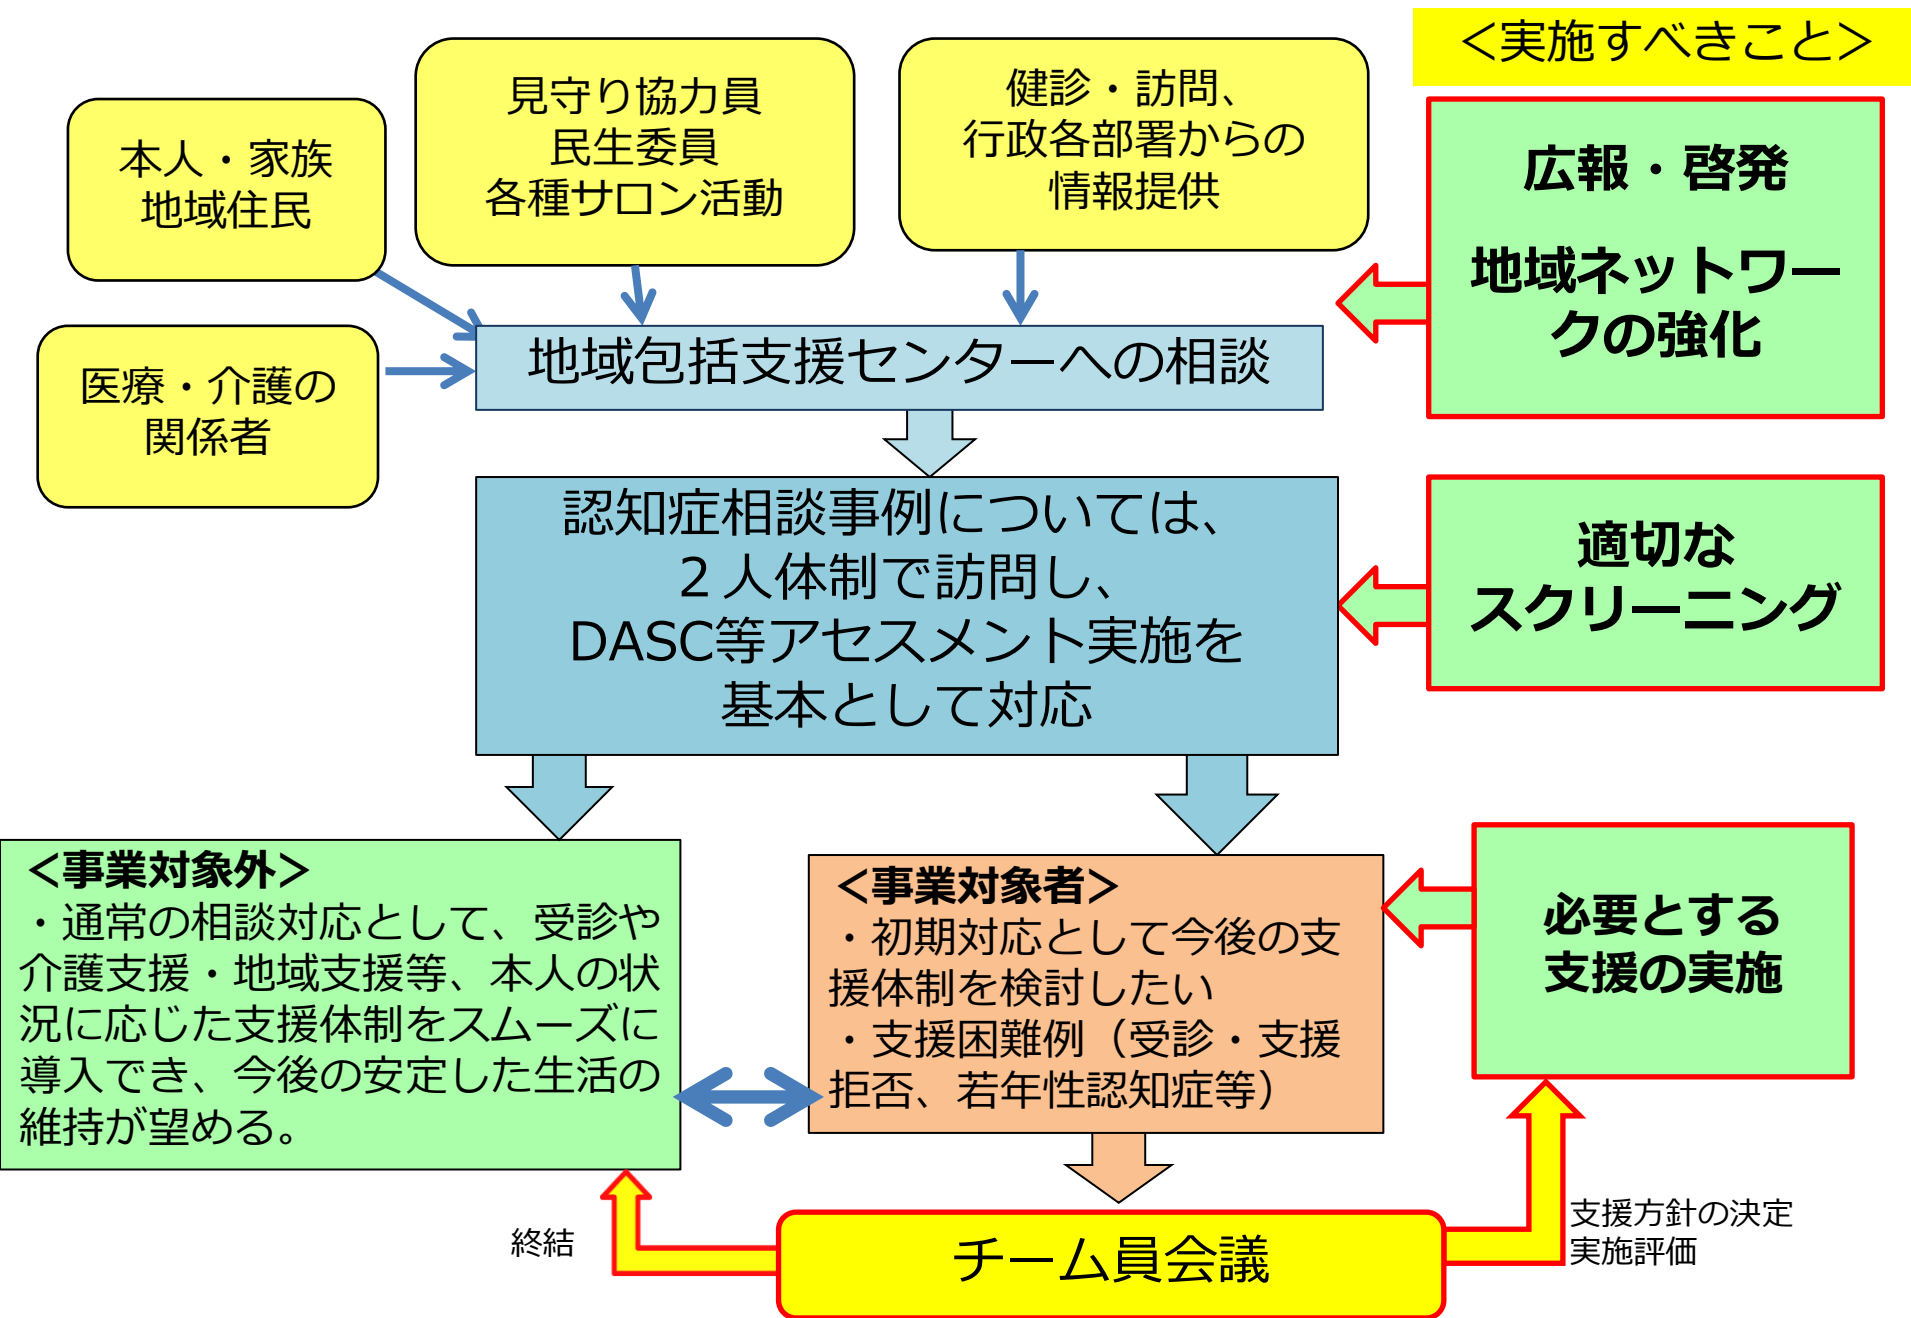 ＜実施すべきこと＞
本人・家族
地域住民
見守り協力員
民生委員
各種サロン活動
健診・訪問、
行政各部署からの
情報提供
広報・啓発
地域ネットワー
クの強化
医療・介護の
関係者
地域包括支援センターへの相談
認知症相談事例については、
２人体制で訪問し、
DASC等アセスメント実施を
基本として対応
適切な
スクリーニング
＜事業対象外＞
・通常の相談対応として、受診や
介護支援・地域支援等、本人の状
況に応じた支援体制をスムーズに
導入でき、今後の安定した生活の
維持が望める。
＜事業対象者＞
・初期対応として今後の支
援体制を検討したい
・支援困難例（受診・支援
拒否、若年性認知症等）
必要とする
支援の実施
終結
チーム員会議
支援方針の決定
実施評価